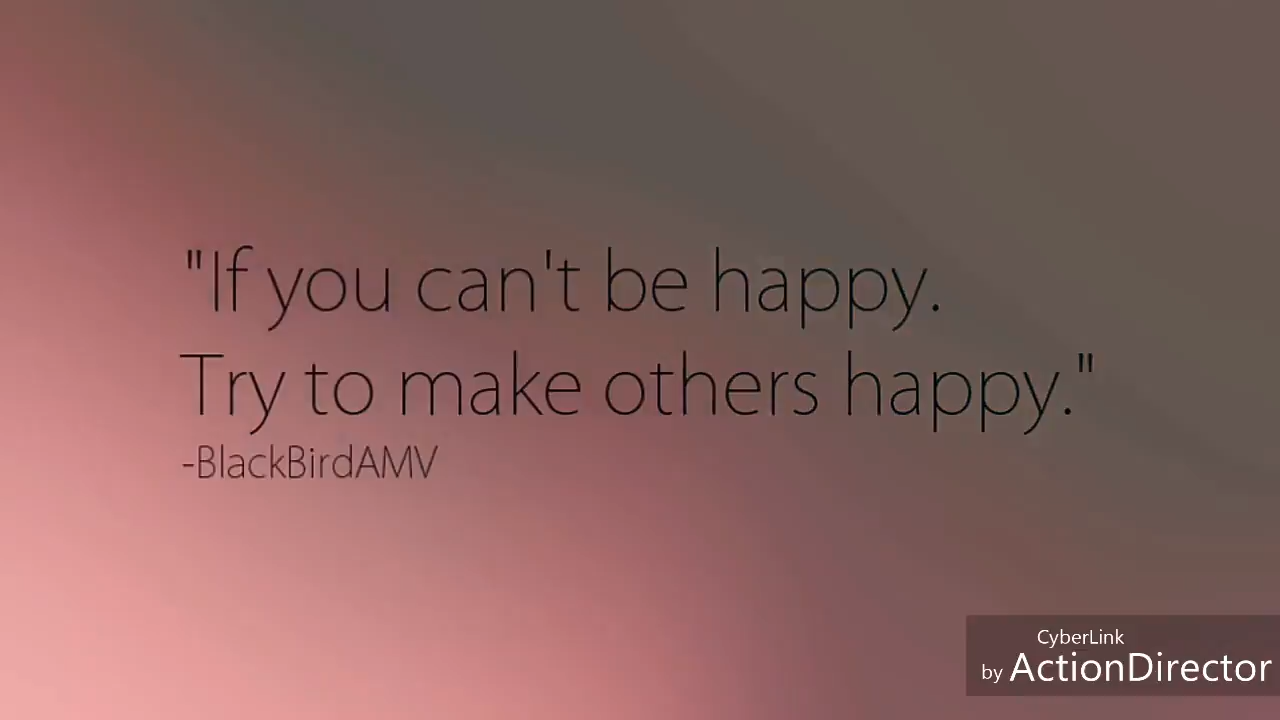 "If you can't be happy.
Try to make others happy."
-BlackBirdAMV
CyberLink
by ActionDirector